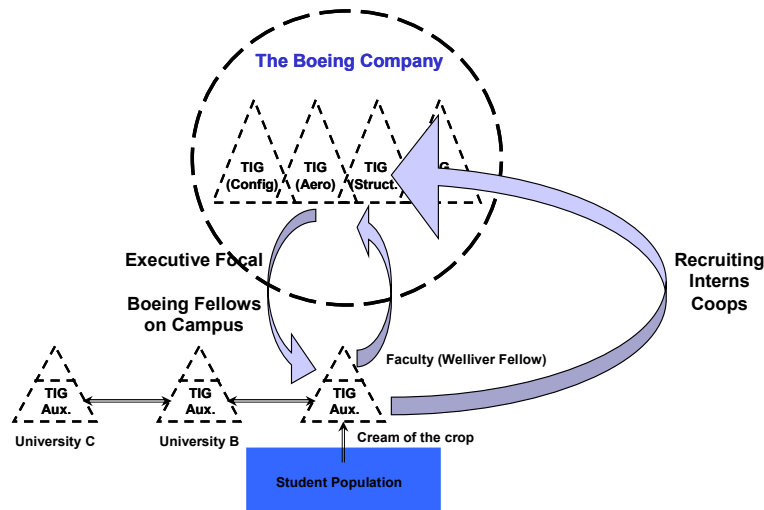 The Boeing Company
TIG
(Config)
TIG
(Aero)
TIG
(Struct.
Executive Focal
Boeing Fellows
on Campus
Recruiting
Interns
Coops
Faculty (Welliver Fellow)
TIG
Aux.
TIG
Aux.
TIG
Aux.
University C
University B
Cream of the crop
Student Population